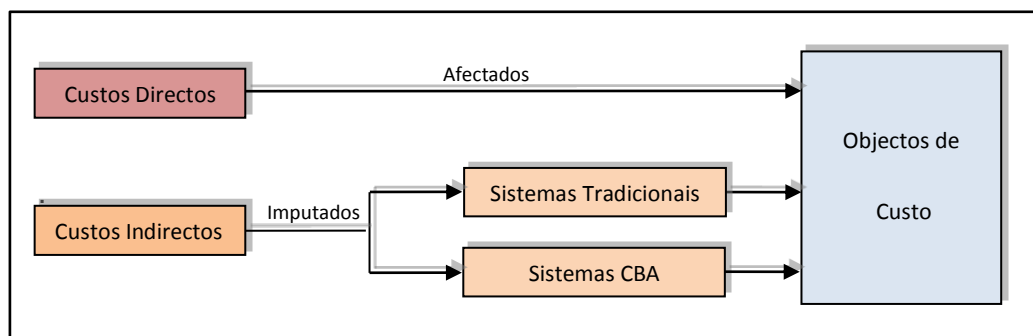 Afectados
Custos Directos
Objectos de
Custo
Sistemas Tradicionais
Imputados
Custos Indirectos
Sistemas CBA